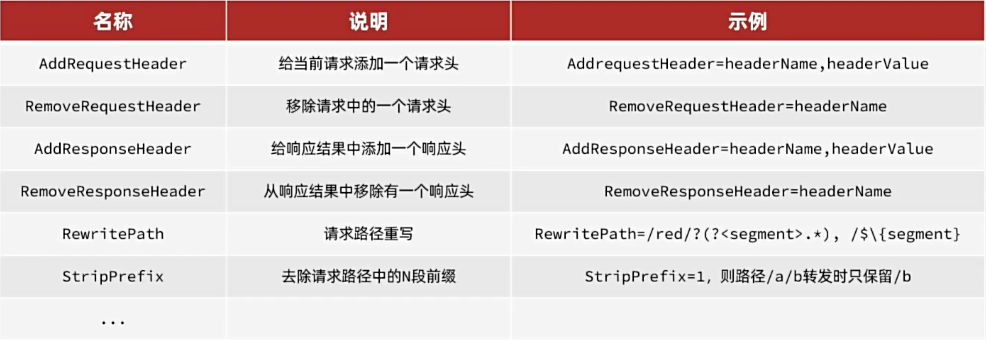 名称 说明 示例
AddRequestHeader 给当前请求添加一个请求头 AddrequestHeader=headerName,headerValue
RemoveRequestHeader 移除请求中的一个请求头 RemoveRequestHeader=headerName
AddResponseHeader 给响应结果中添加一个响应头 AddResponseHeader=headerName,headerValue
RemoveResponseHeader 从响应结果中移除有一个响应头 RemoveResponseHeader=headerName
RewritePath 请求路径重写 RewritePath=/red/?(?<segment>.*), /$\{segment}
StripPrefix 去除请求路径中的N段前缀 StripPrefix=1, 则路径/a/b转发时只保留/b
...